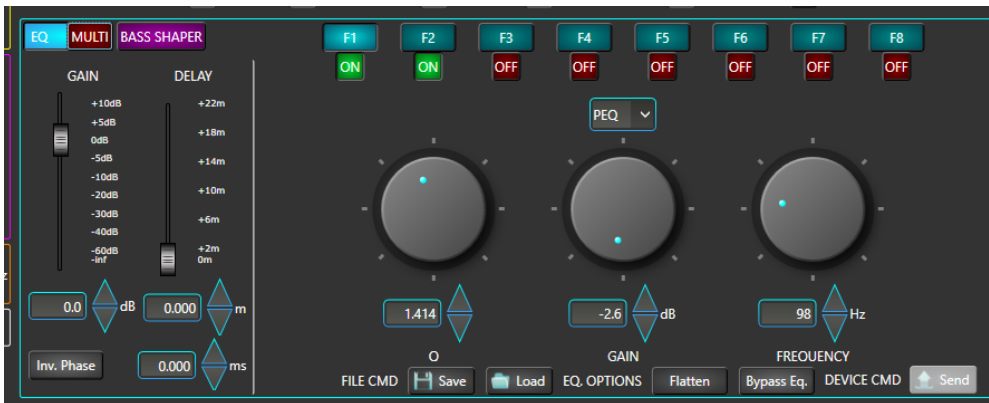 EQ MULTI BASS SHAPER F1 F2 F3 F4 F5 F6 F7 F8
ON ON OFF OFF OFF OFF OFF OFF
GAIN DELAY
+10dB +22m
+5dB
0dB +18m
-5dB +14m
-10dB
-20dB +10m
-30dB +6m
-40dB
-60dB +2m
-inf 0m
PEQ
0.0 dB 0.000 m
1.414 -2.6 dB 98 Hz
Inv. Phase 0.000 ms
Q GAIN FREQUENCY
FILE CMD Save Load EQ. OPTIONS Flatten Bypass Eq. DEVICE CMD Send